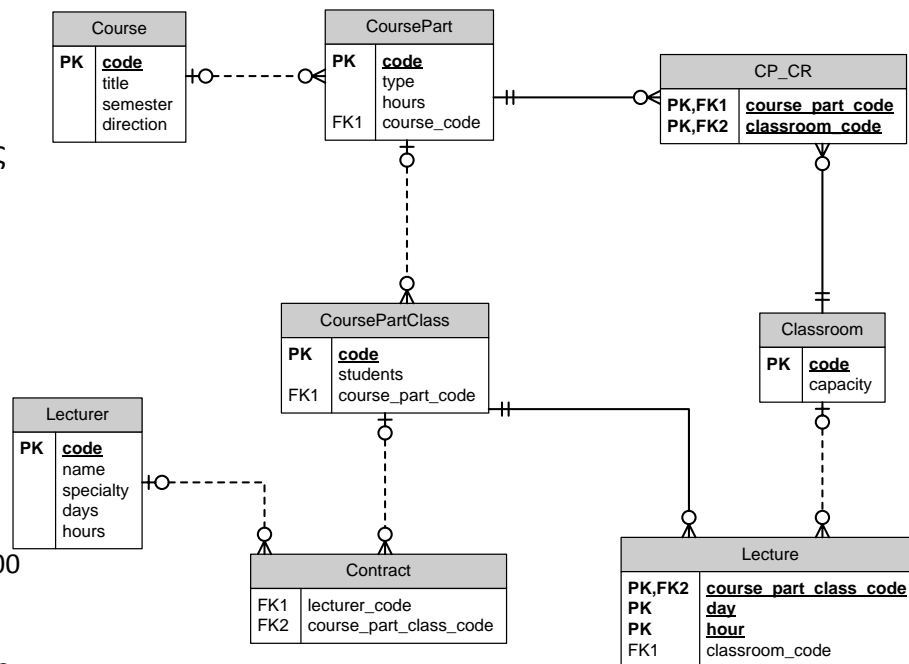 Course
PK code
title
semester
direction
CoursePart
PK code
type
hours
FK1 course_code
CP_CR
PK,FK1 course_part_code
PK,FK2 classroom_code
CoursePartClass
PK code
students
FK1 course_part_code
Classroom
PK code
capacity
Lecturer
PK code
name
specialty
days
hours
Contract
FK1 lecturer_code
FK2 course_part_class_code
Lecture
PK,FK2 course_part_class_code
PK day
PK hour
FK1 classroom_code
00